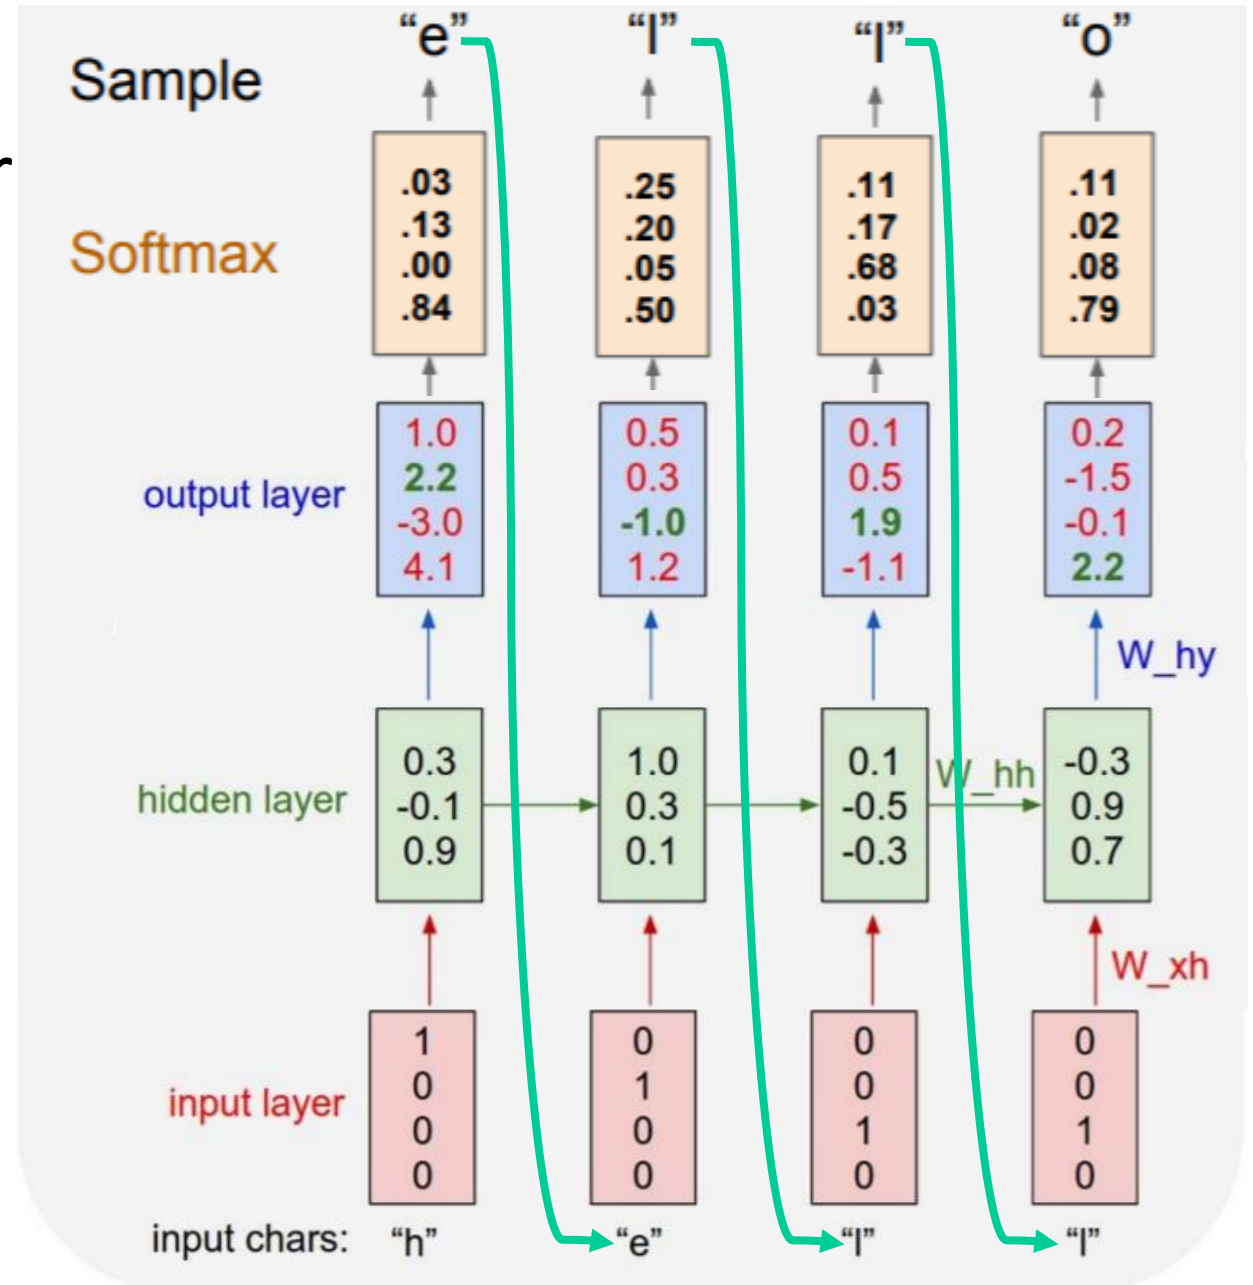 “e” “l” “l” “o”
Sample
r
.03 .25 .11 .11
.13 .20 .17 .02
Softmax
.00 .05 .68 .08
.84 .50 .03 .79
1.0 0.5 0.1 0.2
2.2 0.3 0.5 -1.5
output layer
-3.0 -1.0 1.9 -0.1
4.1 1.2 -1.1 2.2
W_hy
0.3 1.0 0.1 -0.3
W_hh
hidden layer
-0.1 0.3 -0.5 0.9
0.9 0.1 -0.3 0.7
W_xh
1 0 0 0
0 1 0 0
input layer
0 0 1 1
0 0 0 0
input chars: “h” “e” “l” “l”